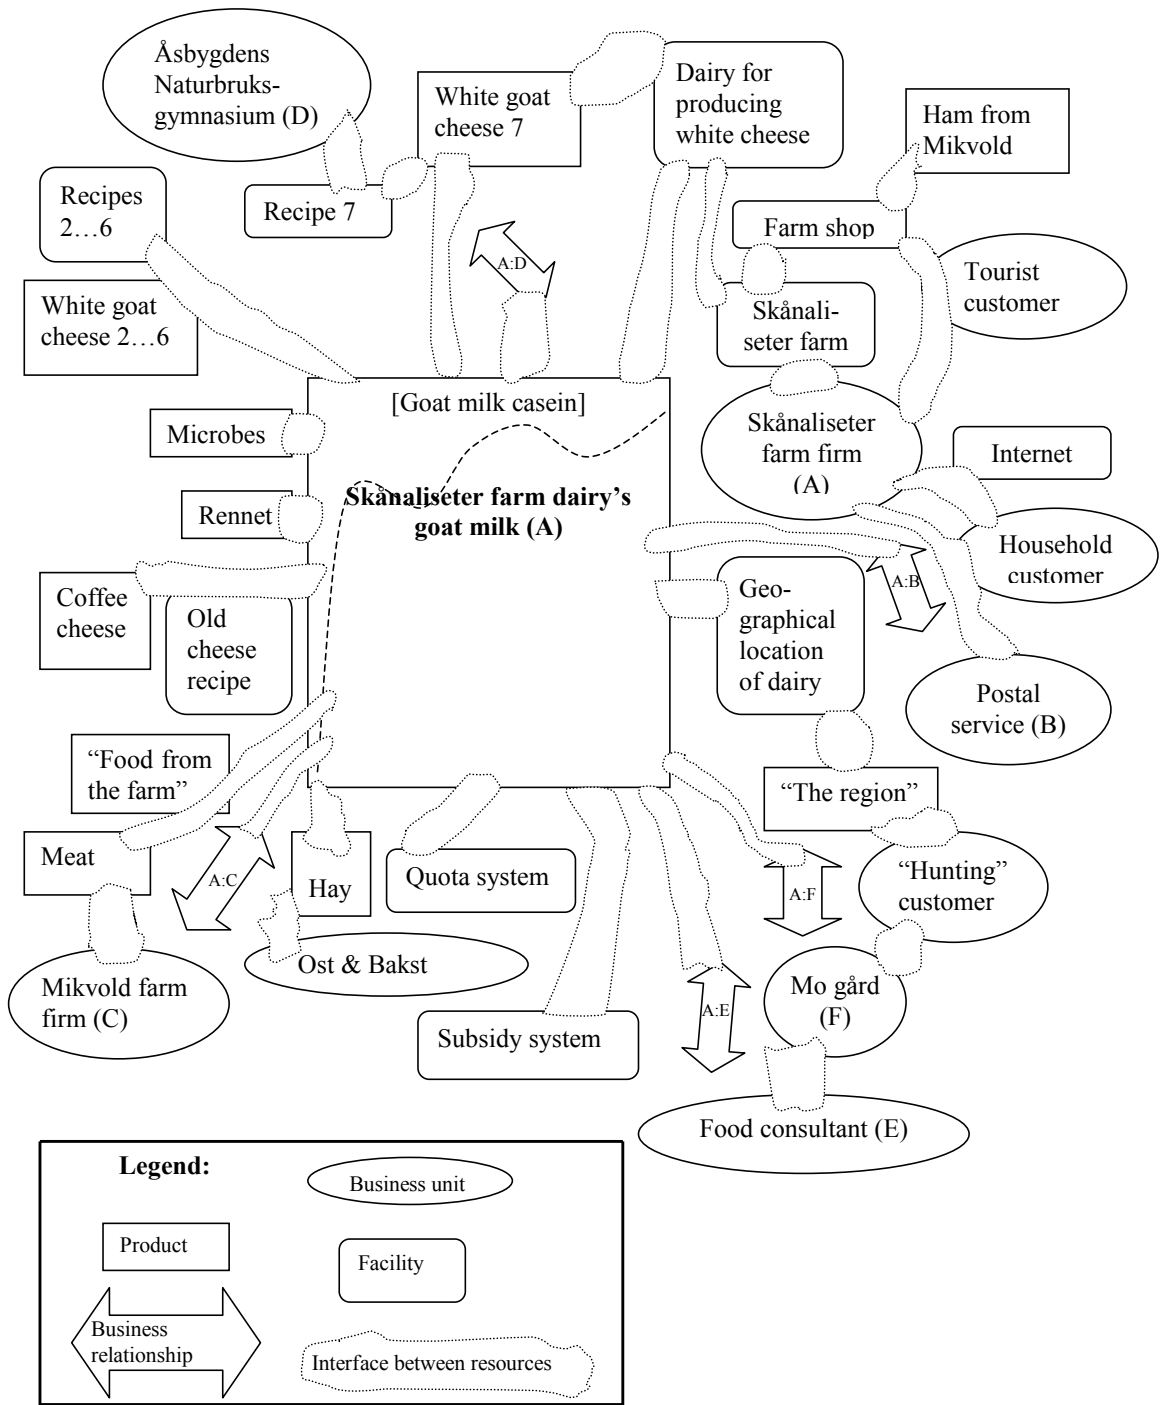 Åsbygdens
Naturbruks-
gymnasium (D)
White goat
cheese 7
Dairy for
producing
white cheese
Ham from
Mikvold
Recipes
2…6
Recipe 7
Farm shop
A:D
Tourist
customer
White goat
cheese 2…6
Skånali-
seter farm
[Goat milk casein]
Microbes
Skånaliseter
farm firm
(A)
Internet
Skånaliseter farm dairy's
goat milk (A)
Rennet
Household
customer
Coffee
cheese
Old
cheese
recipe
Geo-
graphical
location
of dairy
A:B
Postal
service (B)
“Food from
the farm”
“The region”
Meat
A:C
Hay
Quota system
A:F
“Hunting”
customer
Mikvold farm
firm (C)
Ost & Bakst
Mo gård
(F)
Subsidy system
A:E
Food consultant (E)
Legend:
Business unit
Product
Facility
Business
relationship
Interface between resources